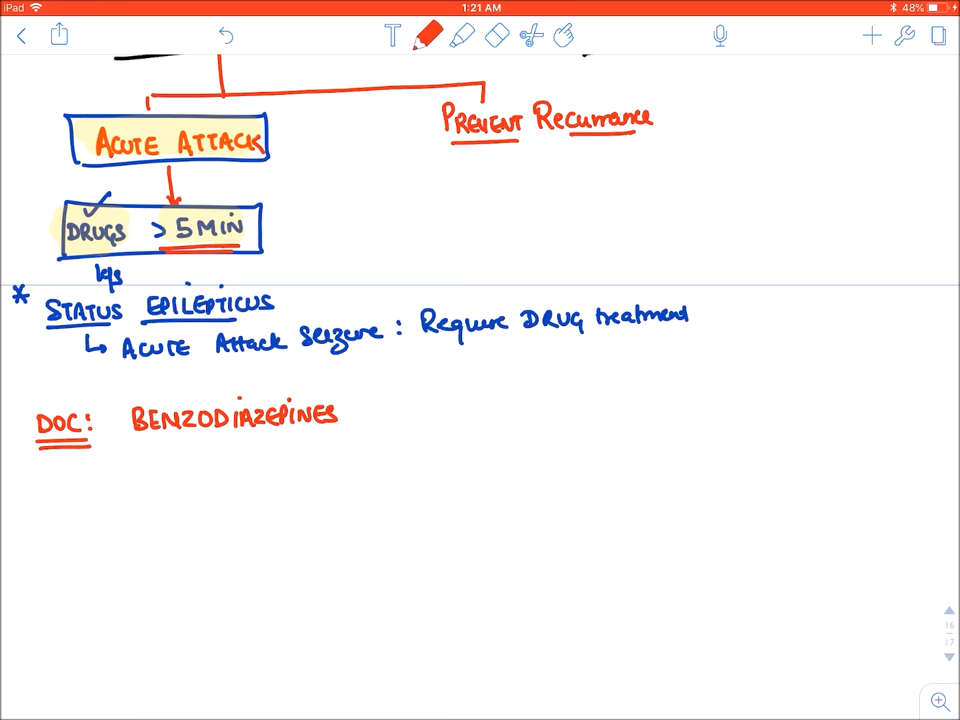 iPad
1:21 AM
48%
T
PREVENT Recurrance
ACUTE ATTACK
DRUGS > 5 MIN
* STATUS EPILEPTICUS
↳ ACUTE Attack Seizure : Require DRUG treatment
DOC: BENZODIAZEPINES
16
17